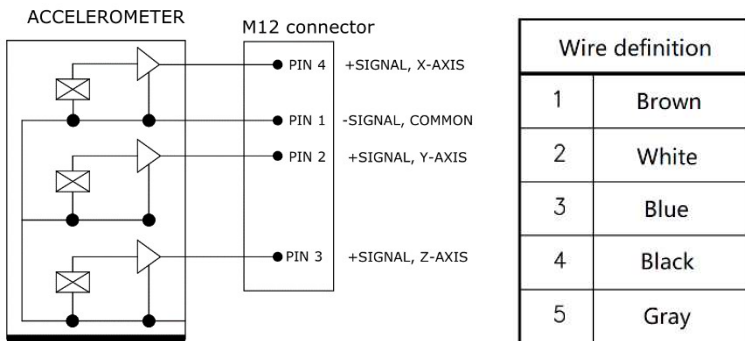 ACCELEROMETER
M12 connector
PIN 4 +SIGNAL, X-AXIS
PIN 1 -SIGNAL, COMMON
PIN 2 +SIGNAL, Y-AXIS
PIN 3 +SIGNAL, Z-AXIS
Wire definition
1 Brown
2 White
3 Blue
4 Black
5 Gray